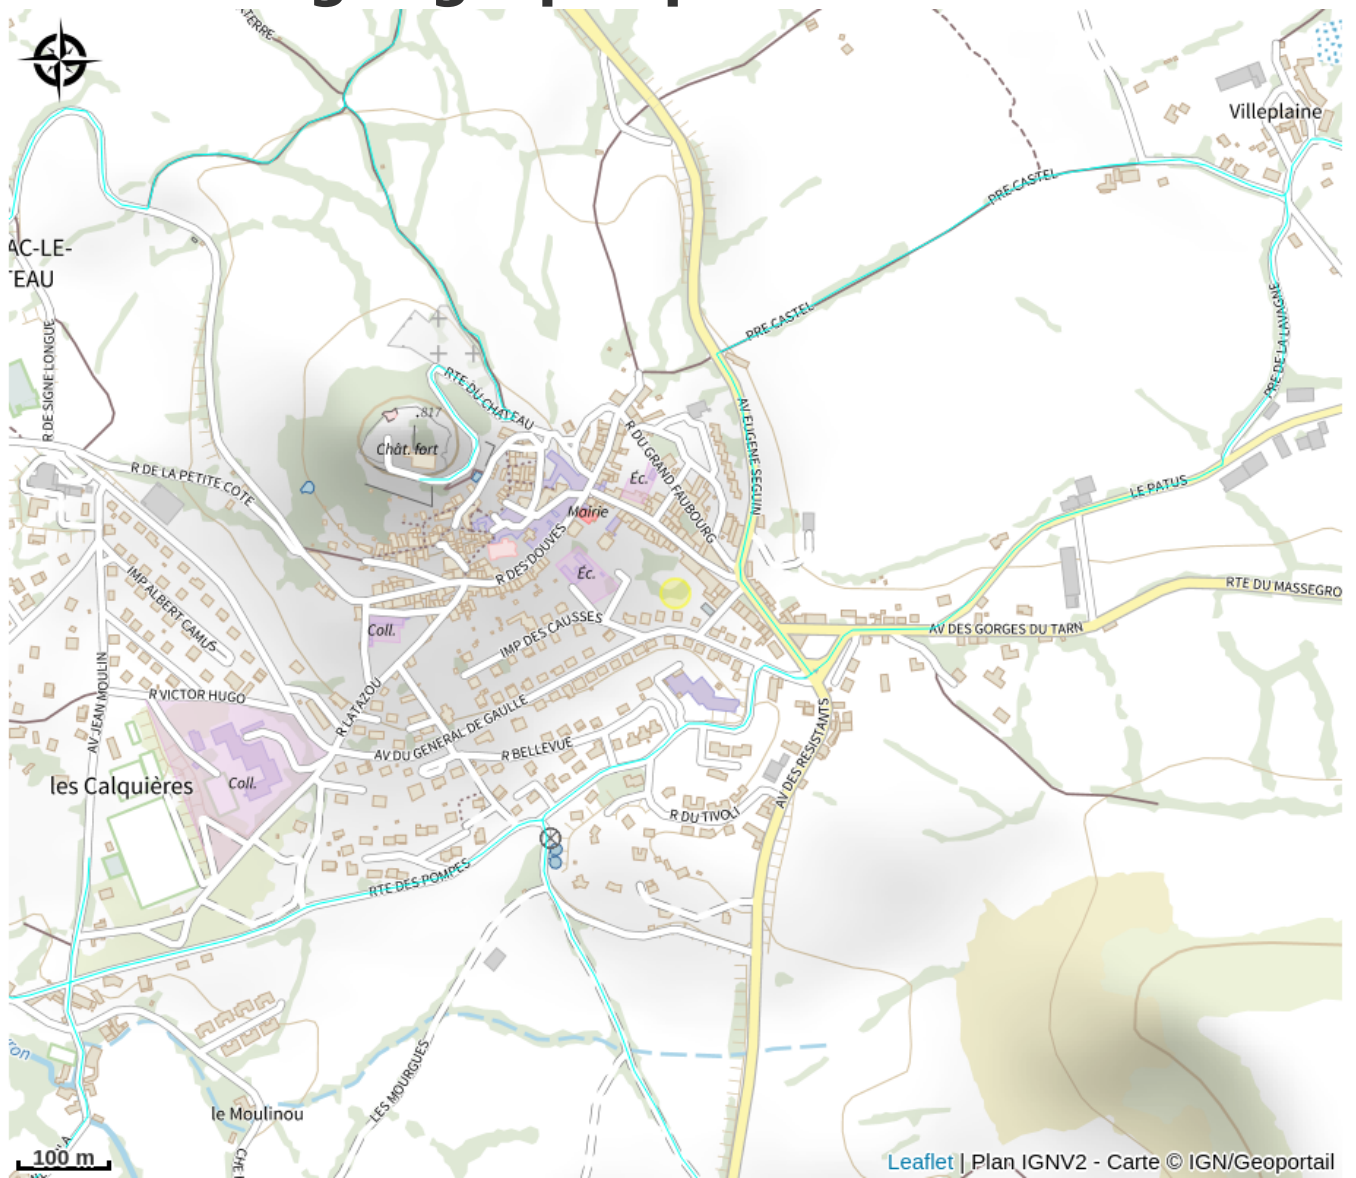 TERRE
Villeplaine
PRE CASTEL
AC-LE-
TEAU
PRE CASTEL
R DE SIGNE LONGUE
PRE DE LA LAVAGNE
RTE DU CHATEAU
.817
Chât. fort
AV EUGENE SEGUIN
R DU GRAND FAUBOURG
R DE LA PETITE COTE
Éc.
LE PATUS
Mairie
R DES DOUVES
Éc.
RTE DU MASSEGRO
IMP ALBERT CAMUS
Coll.
IMP DES CAUSSES
AV DES GORGES DU TARN
AV JEAN MOULIN
R VICTOR HUGO
R LATAZOU
AV DU GENERAL DE GAULLE
R BELLEVUE
AV DES RESISTANTS
les Calquières
Coll.
R DU TIVOLI
RTE DES POMPES
ron
LES MOURGUES
le Moulinou
CHE
LA
100 m
Leaflet | Plan IGNV2 - Carte © IGN/Geoportail